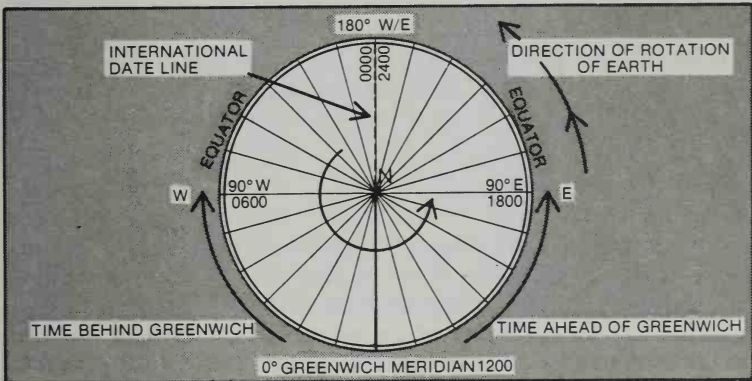 180° W/E
INTERNATIONAL
DATE LINE
DIRECTION OF ROTATION
OF EARTH
0000
2400
EQUATOR
EQUATOR
N
W
90° W
0600
90° E
1800
E
TIME BEHIND GREENWICH
TIME AHEAD OF GREENWICH
0° GREENWICH MERIDIAN 1200